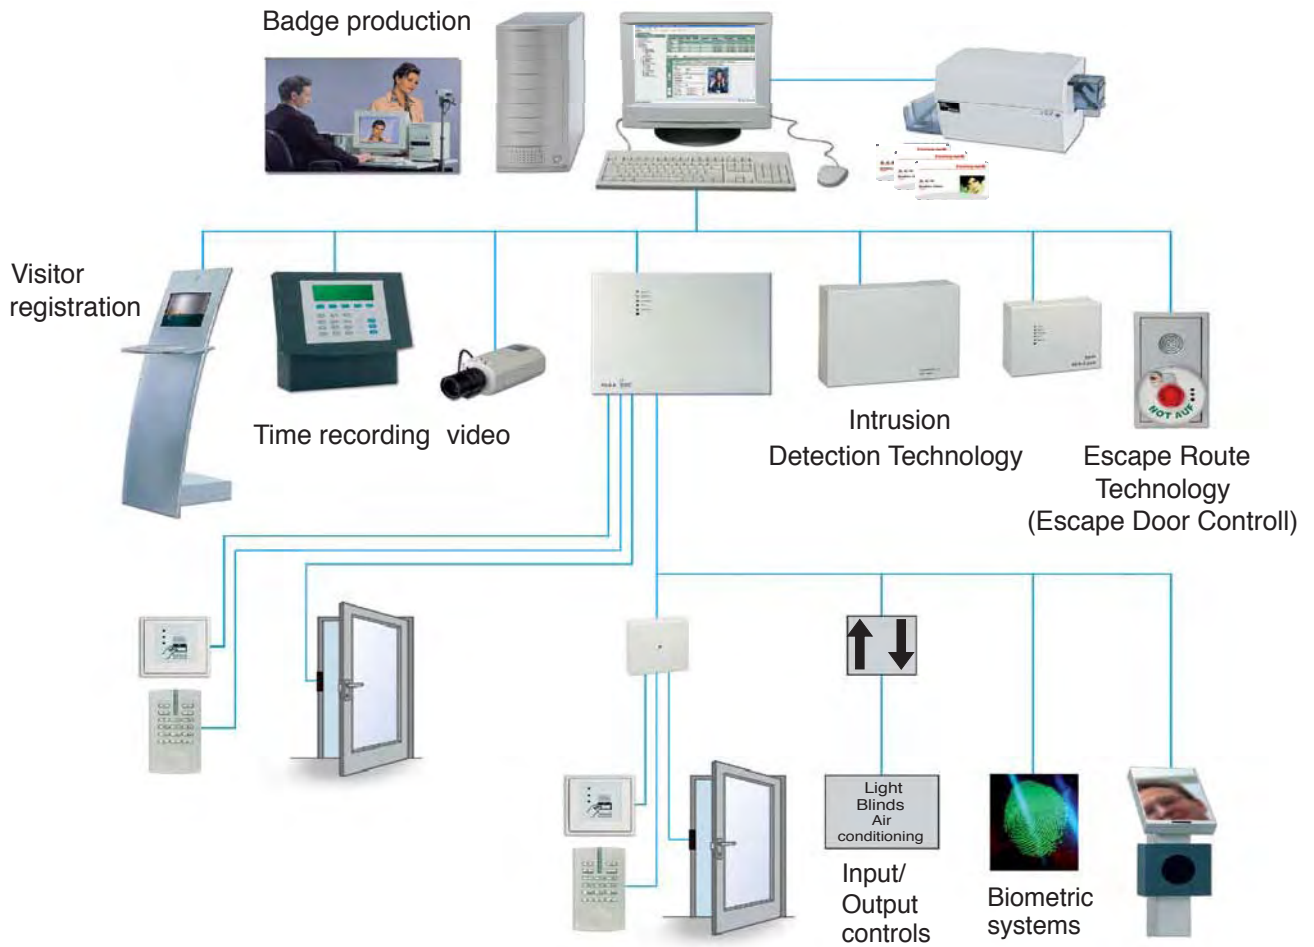 Badge production
Visitor
registration
Time recording
video
Intrusion
Detection Technology
NOT AUF
Escape Route
Technology
(Escape Door Controll)
Light
Blinds
Air
conditioning
Input/
Output
controls
Biometric
systems